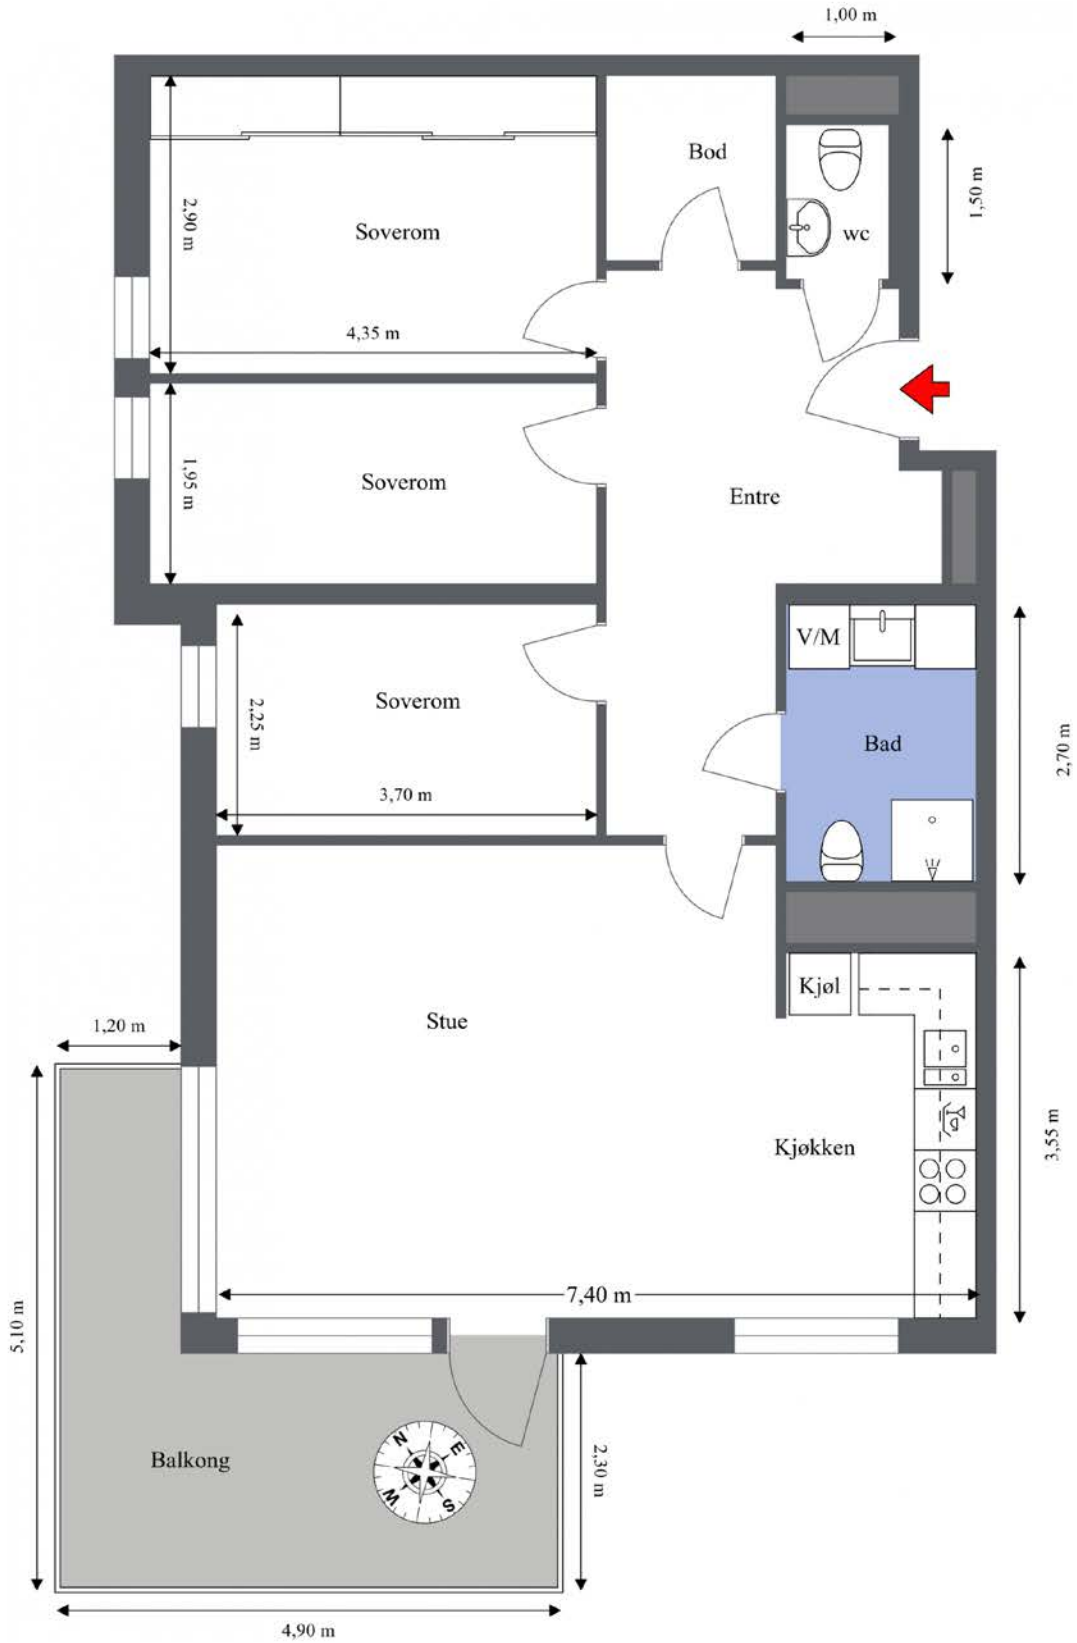 1,00 m
Bod
1,50 m
2,90 m
Soverom
wc
4,35 m
1,95 m
Soverom
Entre
V/M
2,25 m
Soverom
Bad
2,70 m
3,70 m
Kjøl
1,20 m
Stue
3,55 m
Kjøkken
7,40 m
5,10 m
N
E
Balkong
W
S
2,30 m
4,90 m